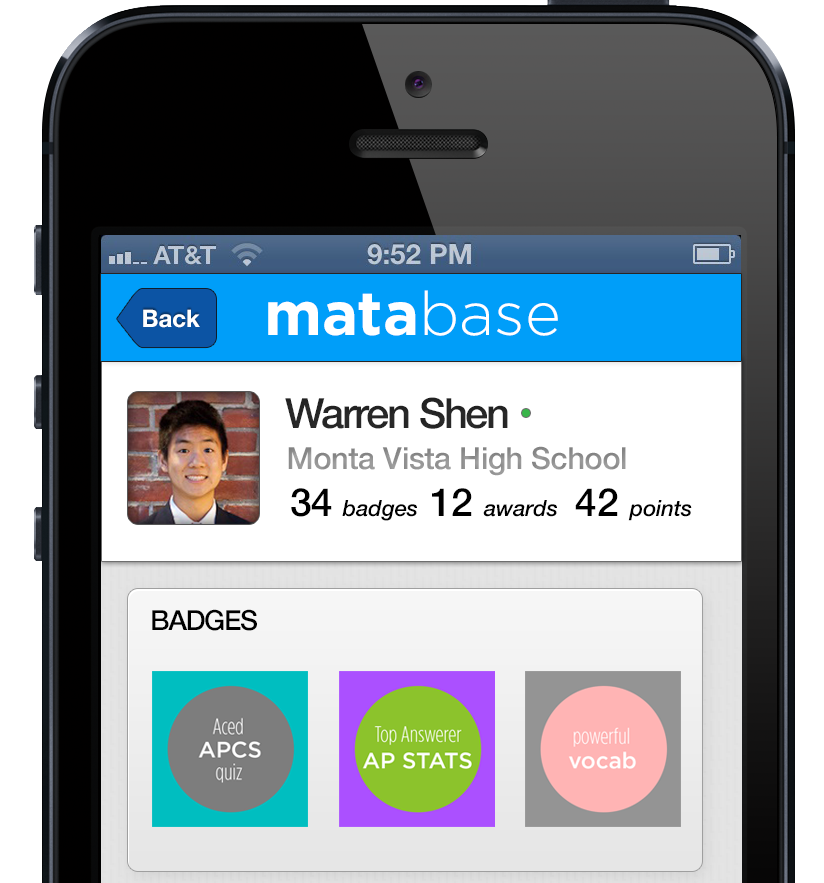 AT&T 9:52 PM
Back matabase
Warren Shen
Monta Vista High School
34 badges 12 awards 42 points
BADGES
Aced
APCS
quiz
Top Answerer
AP STATS
powerful
vocab